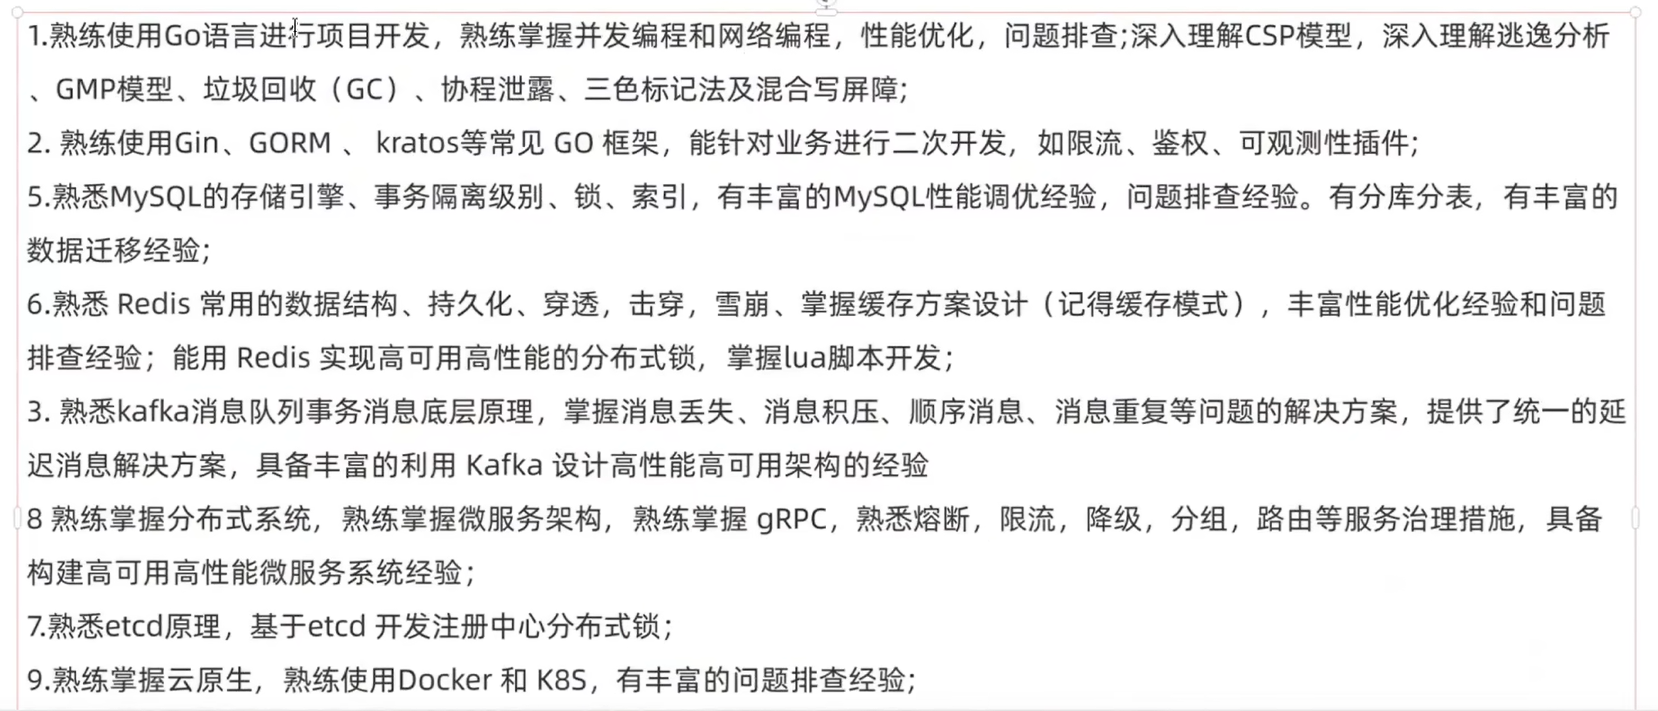 1.熟练使用Go语言进行项目开发，熟练掌握并发编程和网络编程，性能优化，问题排查;深入理解CSP模型，深入理解逃逸分析
、GMP模型、垃圾回收（GC）、协程泄露、三色标记法及混合写屏障;
2. 熟练使用Gin、GORM 、 kratos等常见 GO 框架，能针对业务进行二次开发，如限流、鉴权、可观测性插件;
5.熟悉MySQL的存储引擎、事务隔离级别、锁、索引，有丰富的MySQL性能调优经验，问题排查经验。有分库分表，有丰富的
数据迁移经验;
6.熟悉 Redis 常用的数据结构、持久化、穿透，击穿，雪崩、掌握缓存方案设计（记得缓存模式），丰富性能优化经验和问题
排查经验；能用 Redis 实现高可用高性能的分布式锁，掌握lua脚本开发;
3. 熟悉kafka消息队列事务消息底层原理，掌握消息丢失、消息积压、顺序消息、消息重复等问题的解决方案，提供了统一的延
迟消息解决方案，具备丰富的利用 Kafka 设计高性能高可用架构的经验
8 熟练掌握分布式系统，熟练掌握微服务架构，熟练掌握 gRPC，熟悉熔断，限流，降级，分组，路由等服务治理措施，具备
构建高可用高性能微服务系统经验;
7.熟悉etcd原理，基于etcd 开发注册中心分布式锁;
9.熟练掌握云原生，熟练使用Docker 和 K8S，有丰富的问题排查经验;